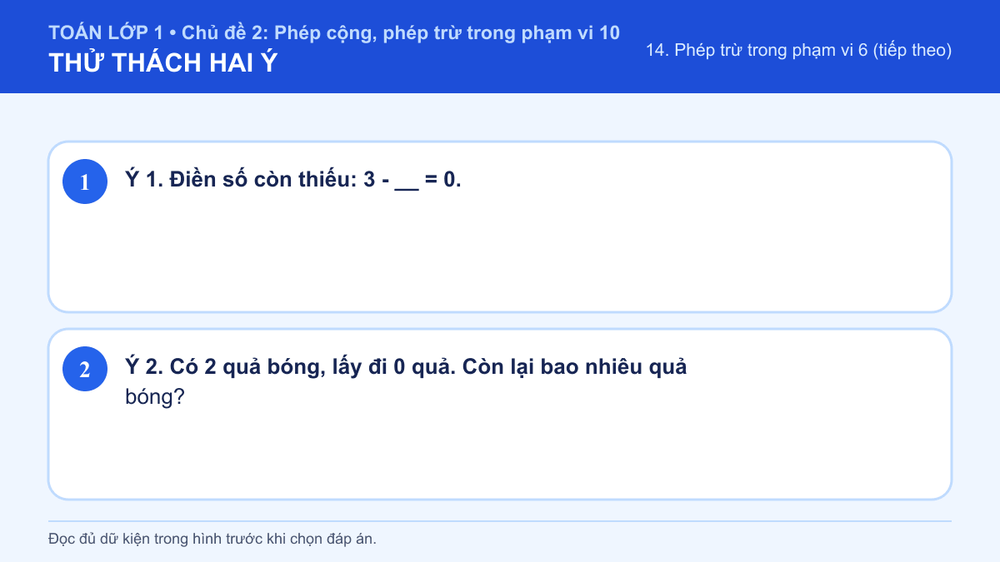 TOÁN LỚP 1 • Chủ đề 2: Phép cộng, phép trừ trong phạm vi 10
THỬ THÁCH HAI Ý
14. Phép trừ trong phạm vi 6 (tiếp theo)
1
Ý 1. Điền số còn thiếu: 3 - __ = 0.
2
Ý 2. Có 2 quả bóng, lấy đi 0 quả. Còn lại bao nhiêu quả
bóng?
Đọc đủ dữ kiện trong hình trước khi chọn đáp án.